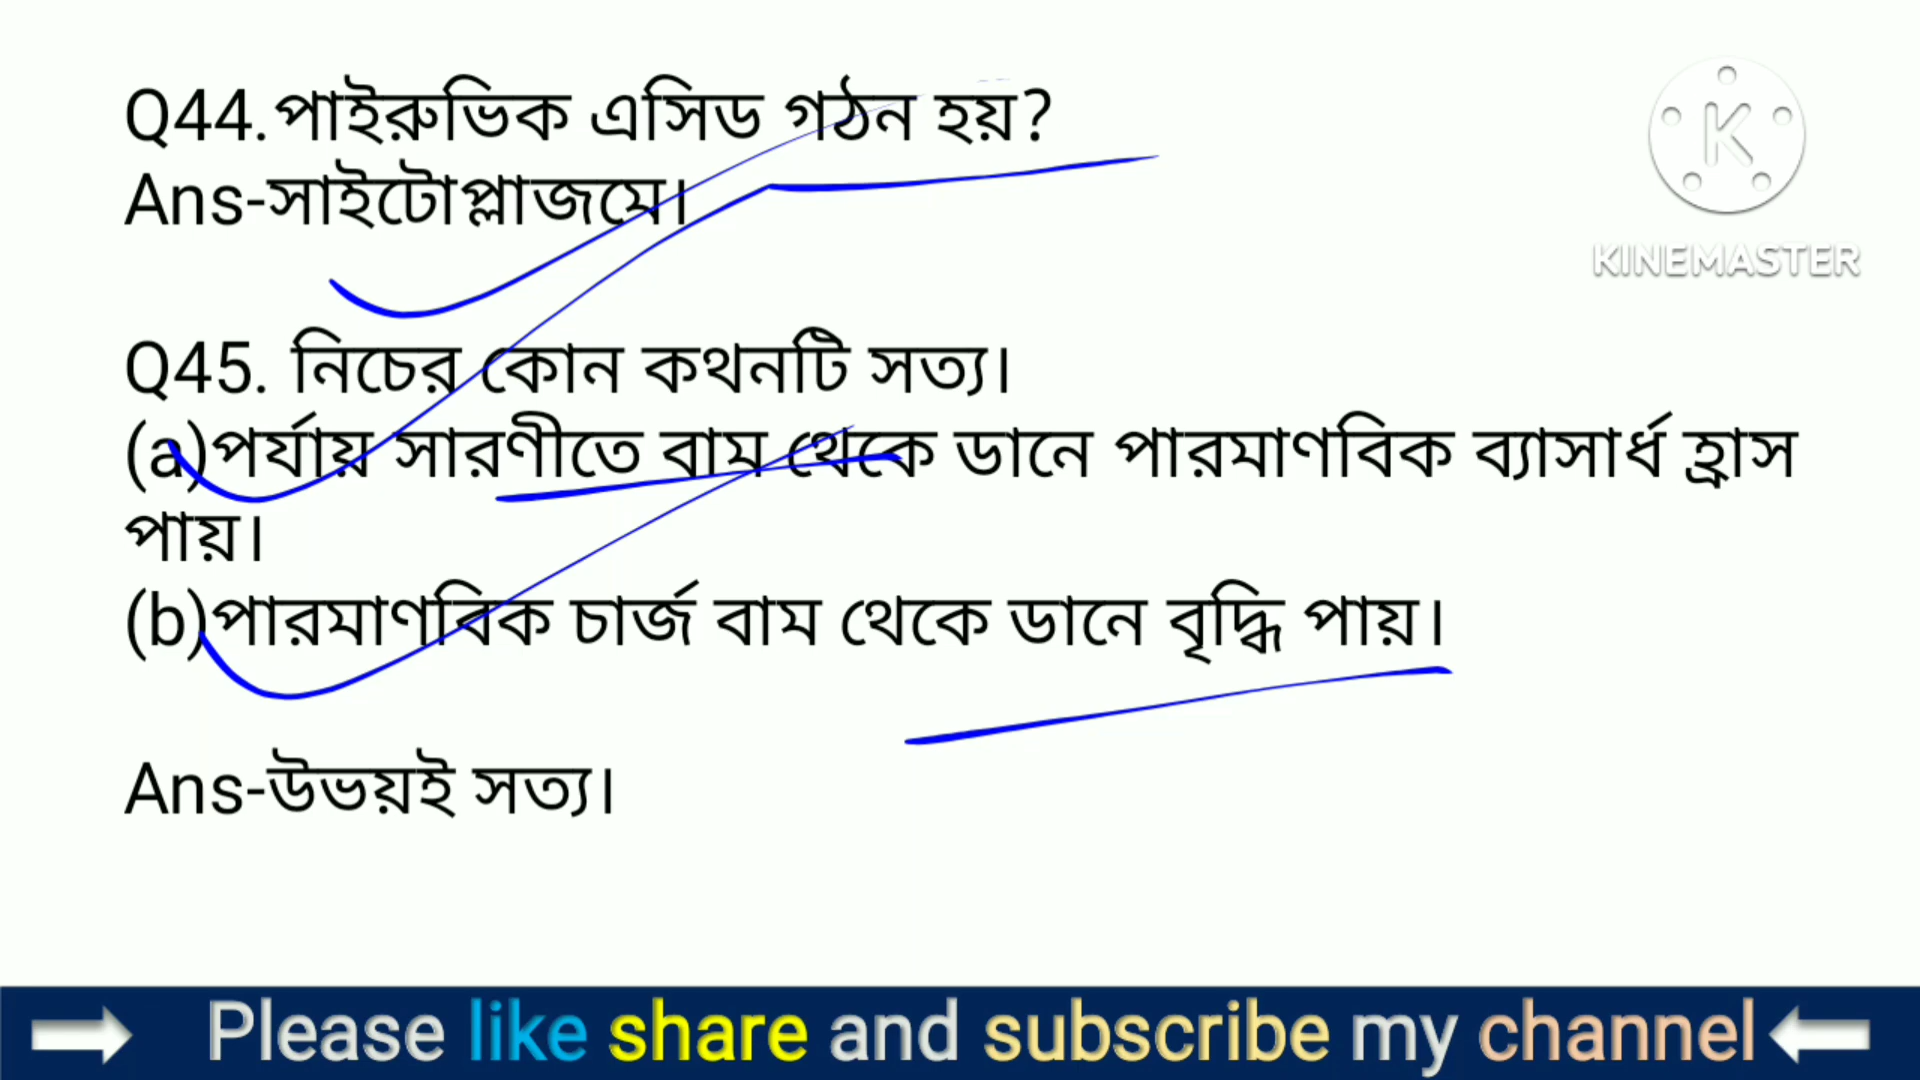 Q44.পাইরুভিক এসিড গঠন হয়?
Ans-সাইটোপ্লাজমে।
Q45. নিচের কোন কথনটি সত্য।
(a)পর্যায় সারণীতে বাম থেকে ডানে পারমাণবিক ব্যাসার্ধ হ্রাস
পায়।
(b)পারমাণবিক চার্জ বাম থেকে ডানে বৃদ্ধি পায়।
Ans-উভয়ই সত্য।
K
KINEMASTER
Please like share and subscribe my channel